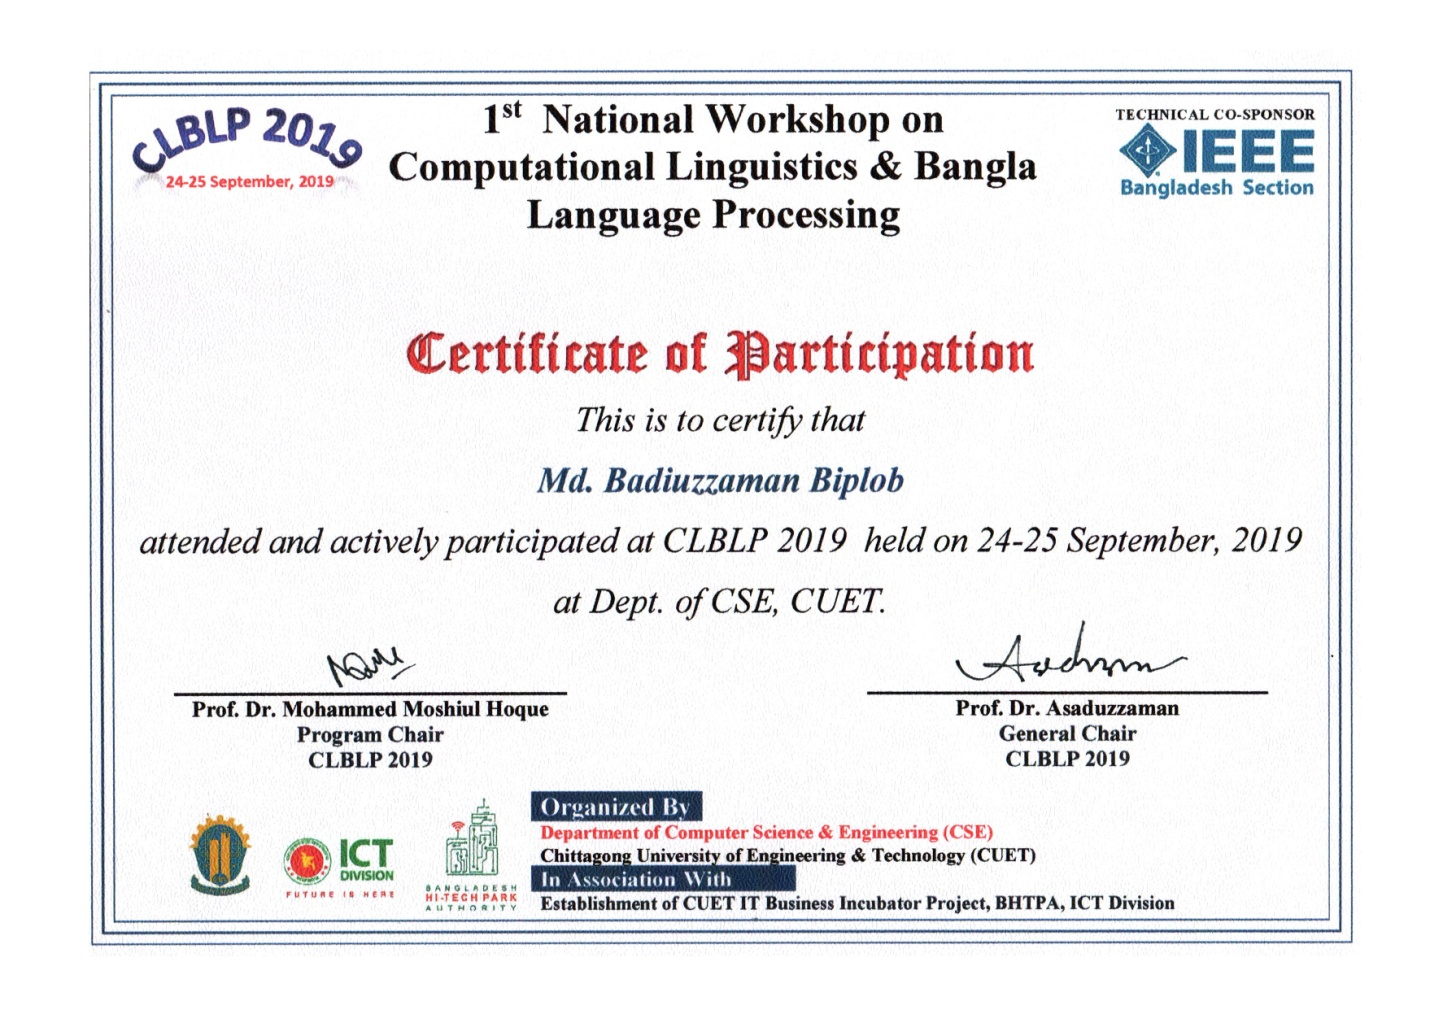 CLBLP 2019
24-25 September, 2019
1st National Workshop on
Computational Linguistics & Bangla
Language Processing
TECHNICAL CO-SPONSOR
IEEE
Bangladesh Section
Certificate of Participation
This is to certify that
Md. Badiuzzaman Biplob
attended and actively participated at CLBLP 2019 held on 24-25 September, 2019
at Dept. of CSE, CUET.
Prof. Dr. Mohammed Moshiul Hoque
Program Chair
CLBLP 2019
Asaduzzaman
Prof. Dr. Asaduzzaman
General Chair
CLBLP 2019
ICT
DIVISION
FUTURE IS HERE
BANGLADESH
HI-TECH PARK
AUTHORITY
Organized By
Department of Computer Science & Engineering (CSE)
Chittagong University of Engineering & Technology (CUET)
In Association With
Establishment of CUET IT Business Incubator Project, BHTPA, ICT Division